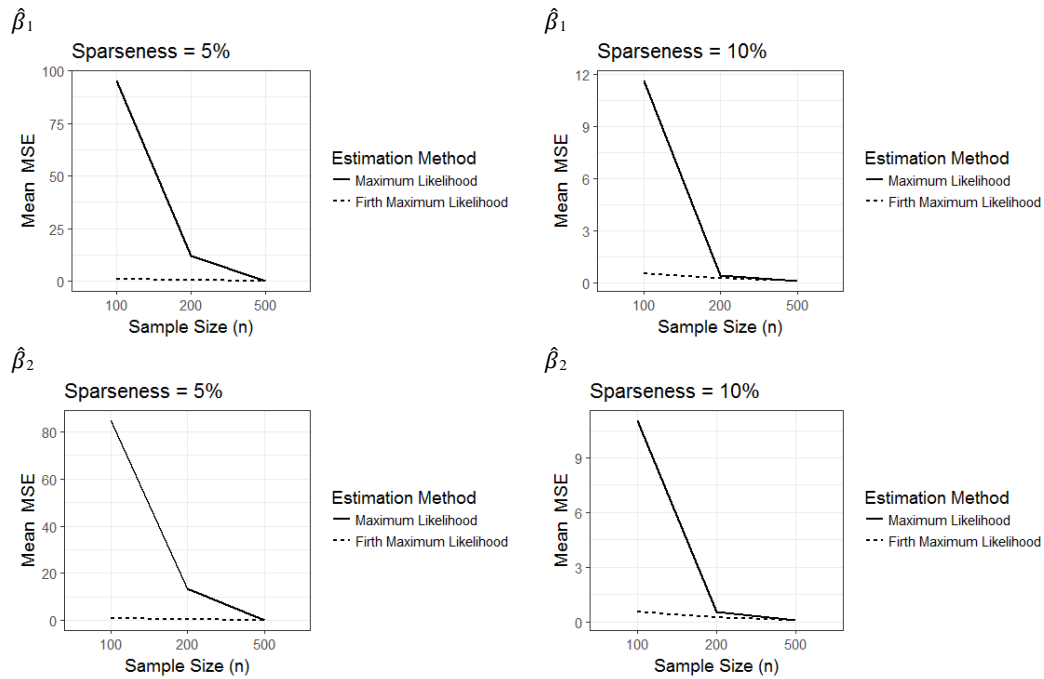 β̂₁
Sparseness = 5%
100
75
50
25
0
Mean MSE
100 200 500
Sample Size (n)
Estimation Method
Maximum Likelihood
Firth Maximum Likelihood
β̂₁
Sparseness = 10%
12
9
6
3
0
Mean MSE
100 200 500
Sample Size (n)
Estimation Method
Maximum Likelihood
Firth Maximum Likelihood
β̂₂
Sparseness = 5%
80
60
40
20
0
Mean MSE
100 200 500
Sample Size (n)
Estimation Method
Maximum Likelihood
Firth Maximum Likelihood
β̂₂
Sparseness = 10%
9
6
3
0
Mean MSE
100 200 500
Sample Size (n)
Estimation Method
Maximum Likelihood
Firth Maximum Likelihood